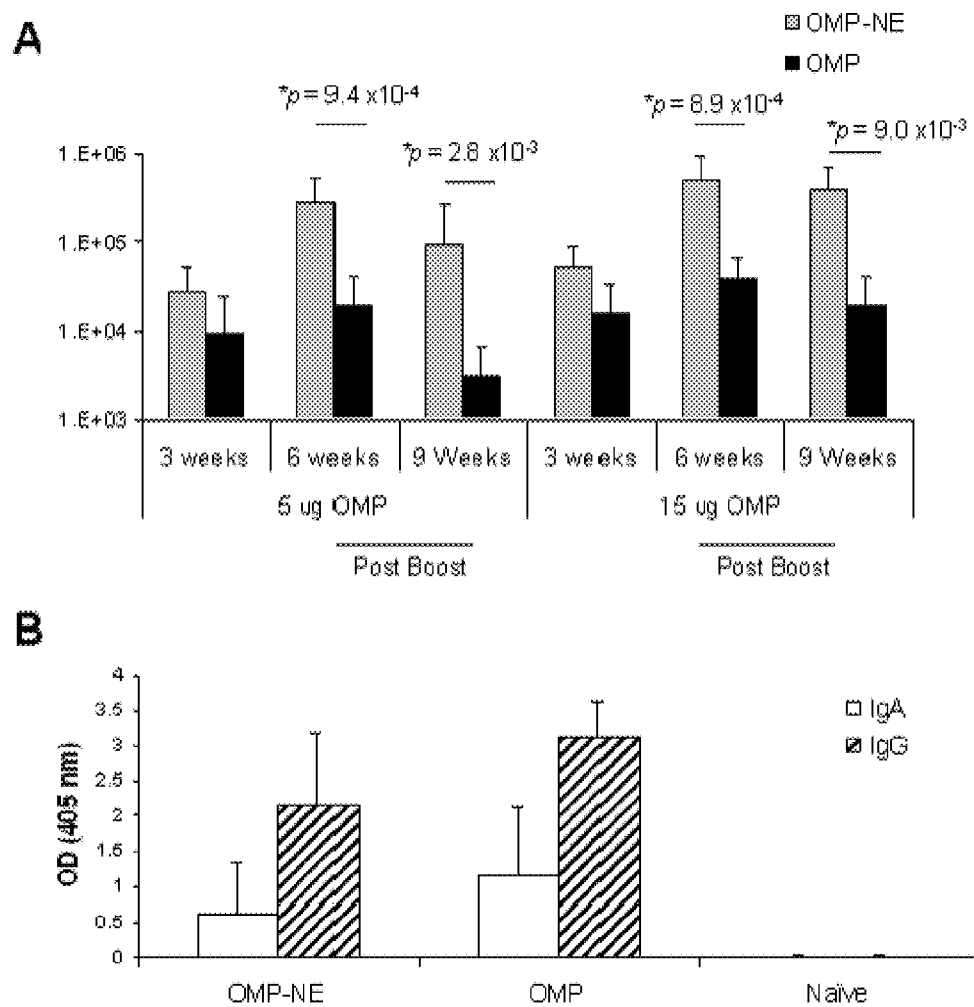 A
OMP-NE
OMP
*p = 9.4 x10-4
*p = 2.8 x10-3
*p = 8.9 x10-4
*p = 9.0 x10-3
1.E+06
1.E+05
1.E+04
1.E+03
3 weeks 6 weeks 9 Weeks 3 weeks 6 weeks 9 Weeks
5 ug OMP 15 ug OMP
Post Boost Post Boost
B
OD (405 nm)
4
3.5
3
2.5
2
1.5
1
0.5
0
IgA
IgG
OMP-NE OMP Naïve